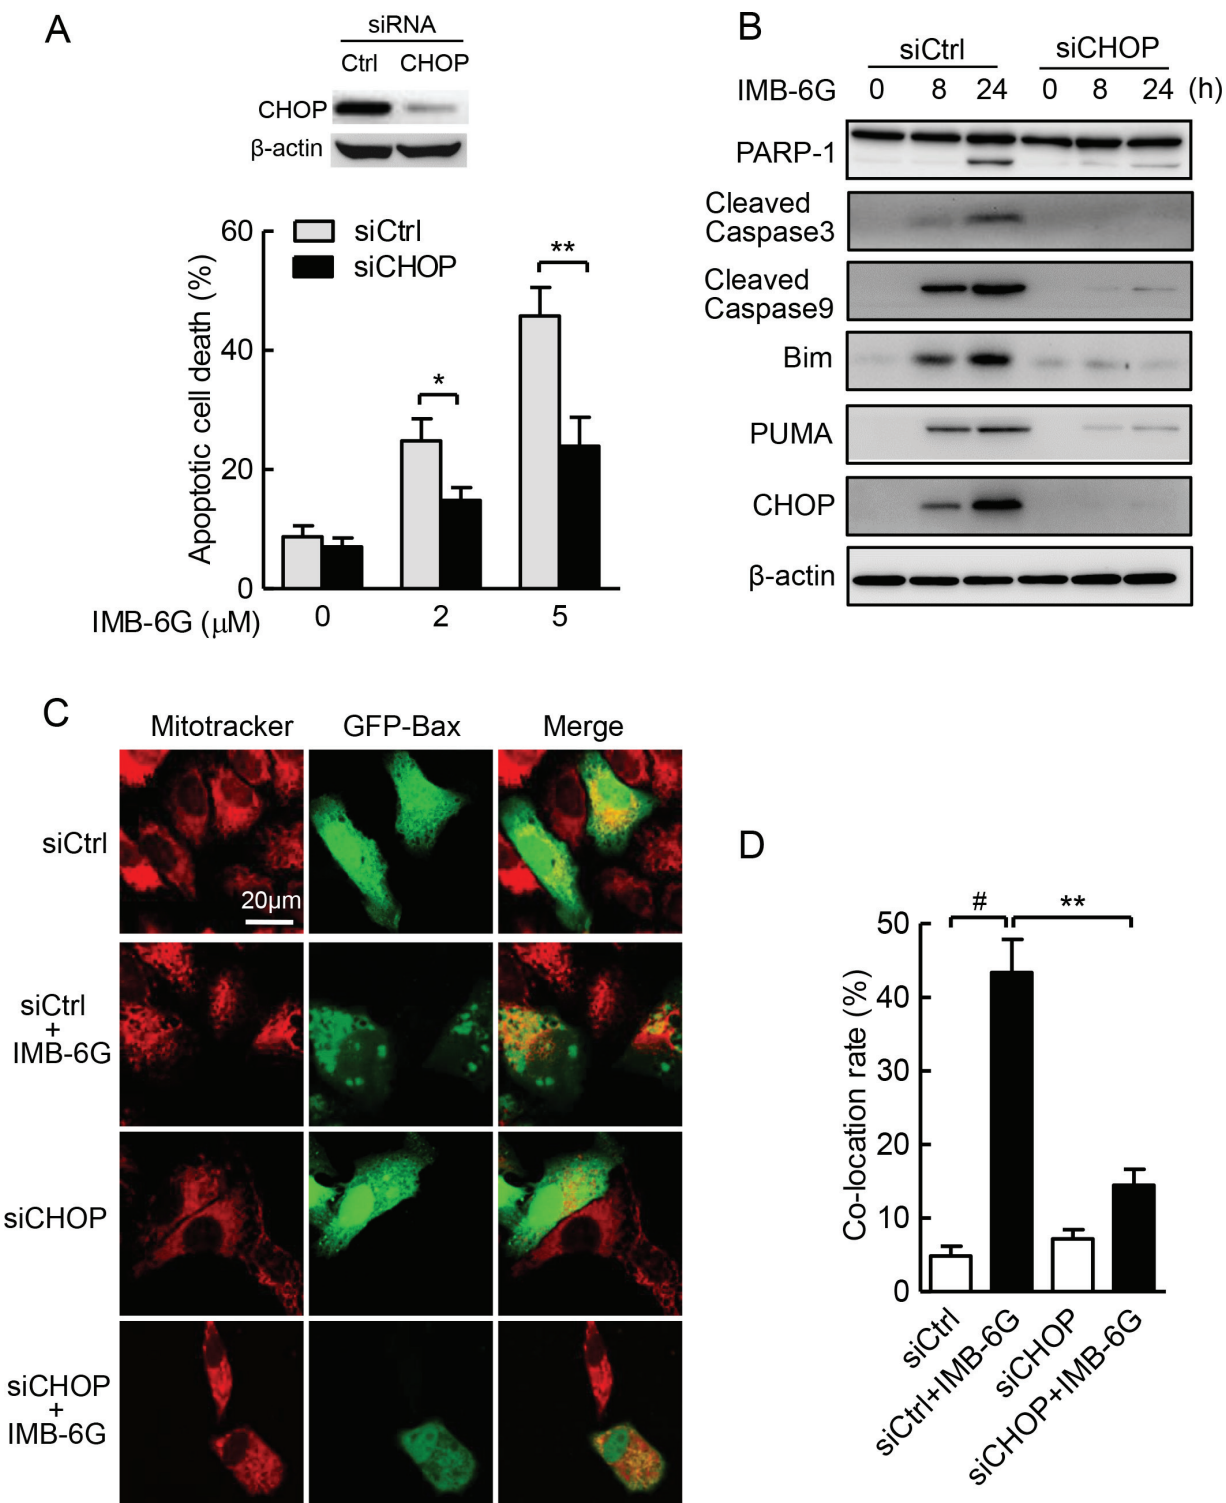 A
siRNA
Ctrl CHOP
CHOP
β-actin
60
40
20
0
Apoptotic cell death (%)
siCtrl
siCHOP
*
**
IMB-6G (μM) 0 2 5
B
siCtrl siCHOP
IMB-6G 0 8 24 0 8 24 (h)
PARP-1
Cleaved
Caspase3
Cleaved
Caspase9
Bim
PUMA
CHOP
β-actin
C
Mitotracker GFP-Bax Merge
siCtrl
20μm
siCtrl
+
IMB-6G
siCHOP
siCHOP
+
IMB-6G
D
# **
50
40
30
20
10
0
Co-location rate (%)
siCtrl
siCtrl+IMB-6G
siCHOP
siCHOP+IMB-6G